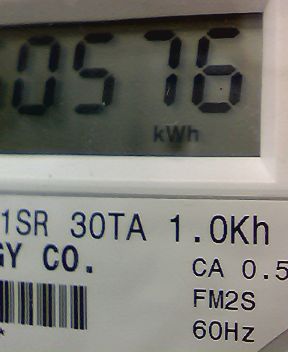 0576
kWh
1SR 30TA 1.0Kh
GY CO.
CA 0.5
FM2S
60Hz